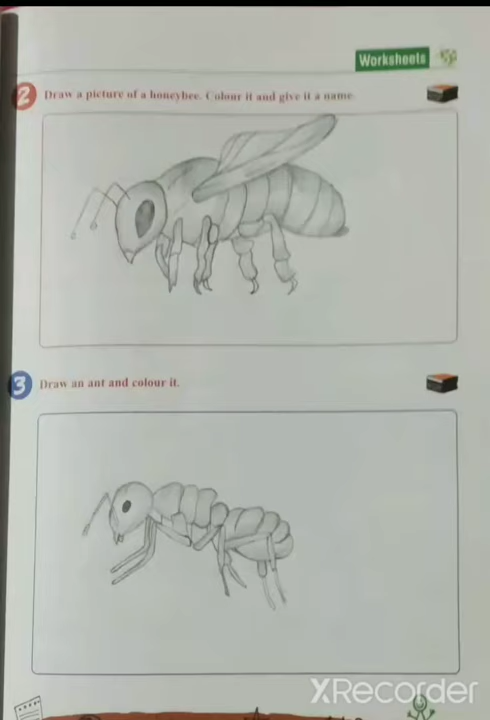 Worksheets
2 Draw a picture of a honeybee. Colour it and give it a name.
3 Draw an ant and colour it.
XRecorder